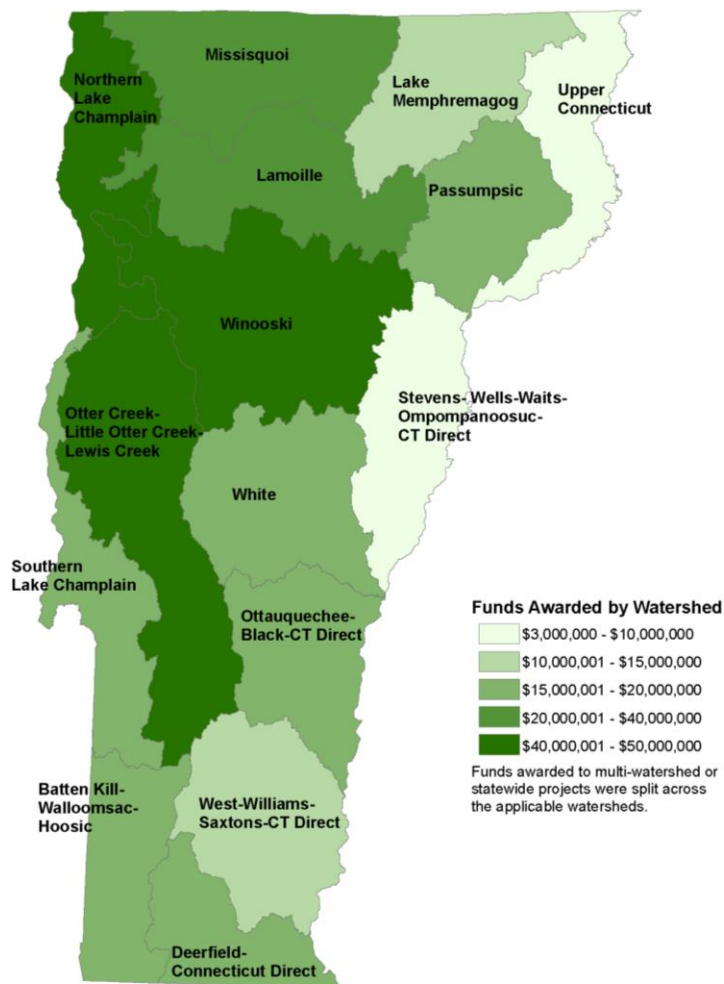 Missisquoi
Northern
Lake
Champlain
Lake
Memphremagog
Upper
Connecticut
Lamoille
Passumpsic
Winooski
Stevens- Wells-Waits-
Ompompanoosuc-
CT Direct
Otter Creek-
Little Otter Creek-
Lewis Creek
White
Southern
Lake Champlain
Ottauquechee-
Black-CT Direct
Batten Kill-
Walloomsac-
Hoosic
West-Williams-
Saxtons-CT Direct
Deerfield-
Connecticut Direct
Funds Awarded by Watershed
$3,000,000 - $10,000,000
$10,000,001 - $15,000,000
$15,000,001 - $20,000,000
$20,000,001 - $40,000,000
$40,000,001 - $50,000,000
Funds awarded to multi-watershed or
statewide projects were split across
the applicable watersheds.